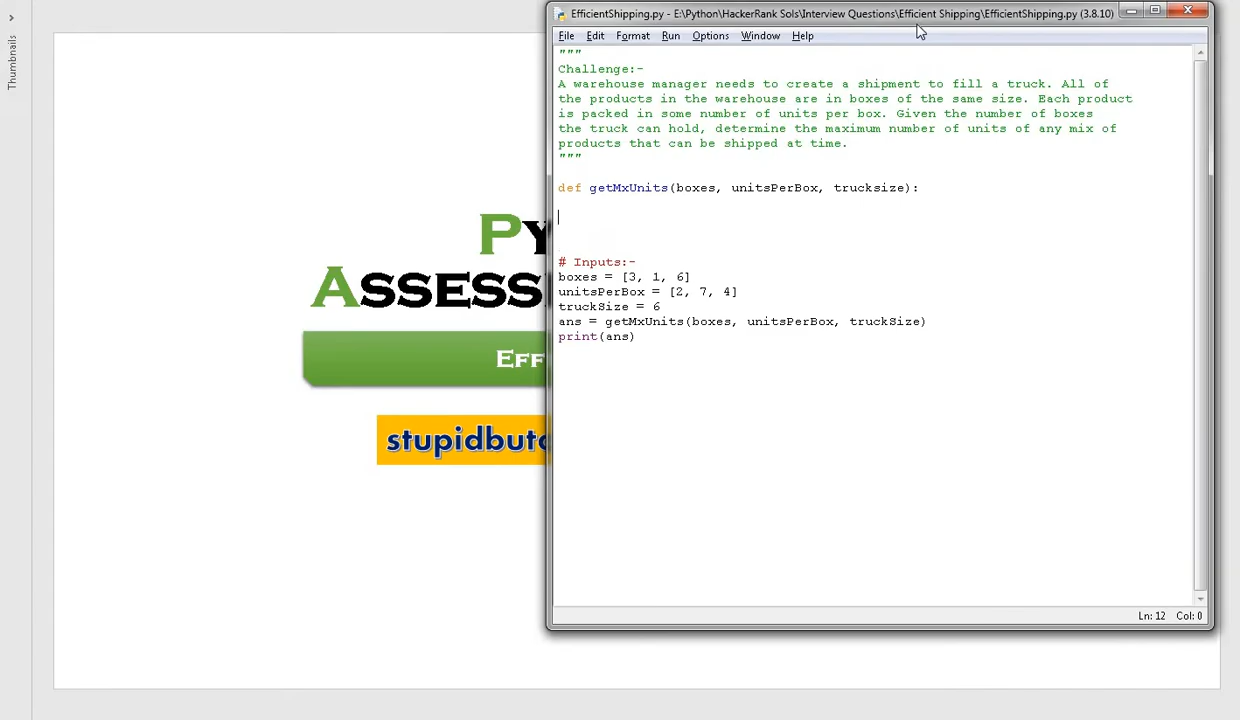 Thumbnails
EfficientShipping.py - E:\Python\HackerRank Sols\Interview Questions\Efficient Shipping\EfficientShipping.py (3.8.10)
File Edit Format Run Options Window Help
"""
Challenge:-
A warehouse manager needs to create a shipment to fill a truck. All of
the products in the warehouse are in boxes of the same size. Each product
is packed in some number of units per box. Given the number of boxes
the truck can hold, determine the maximum number of units of any mix of
products that can be shipped at time.
"""
def getMxUnits(boxes, unitsPerBox, trucksize):
# Inputs:-
boxes = [3, 1, 6]
unitsPerBox = [2, 7, 4]
truckSize = 6
ans = getMxUnits(boxes, unitsPerBox, truckSize)
print(ans)
Ln: 12 Col: 0